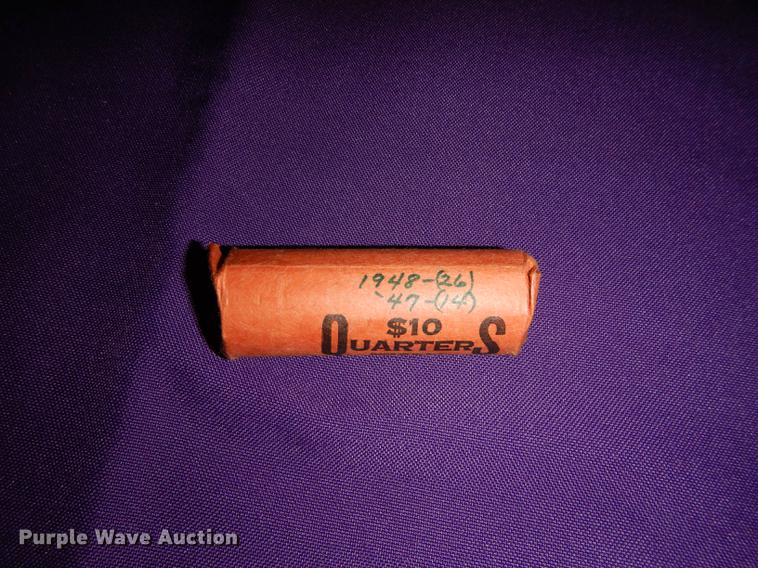 1948-(26)
'47-(14)
$10
QUARTERS
Purple Wave Auction